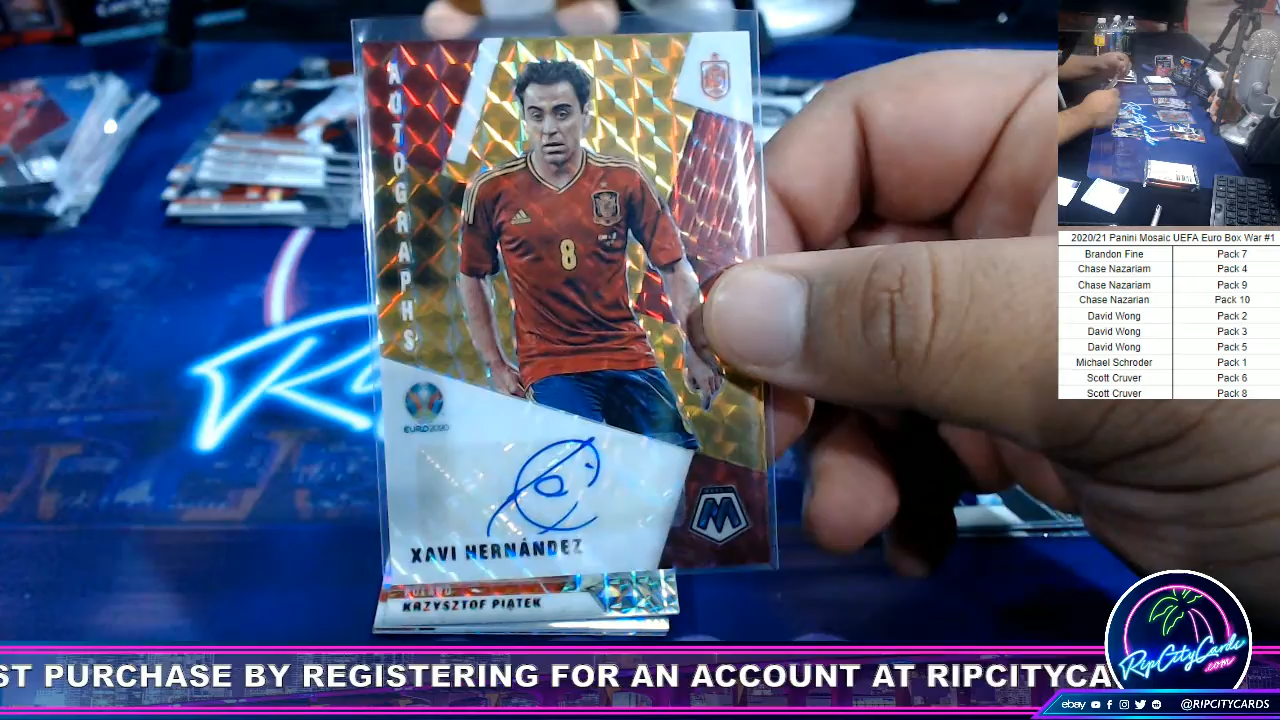 AUTOGRAPHS
8
EURO2020
XAVI HERNÁNDEZ
MOSAIC
POLAND
KRZYSZTOF PIĄTEK
2020/21 Panini Mosaic UEFA Euro Box War #1
Brandon Fine Pack 7
Chase Nazariam Pack 4
Chase Nazariam Pack 9
Chase Nazarian Pack 10
David Wong Pack 2
David Wong Pack 3
David Wong Pack 5
Michael Schroder Pack 1
Scott Cruver Pack 6
Scott Cruver Pack 8
ST PURCHASE BY REGISTERING FOR AN ACCOUNT AT RIPCITYCA
RipCityCards
.com
ebay @RIPCITYCARDS